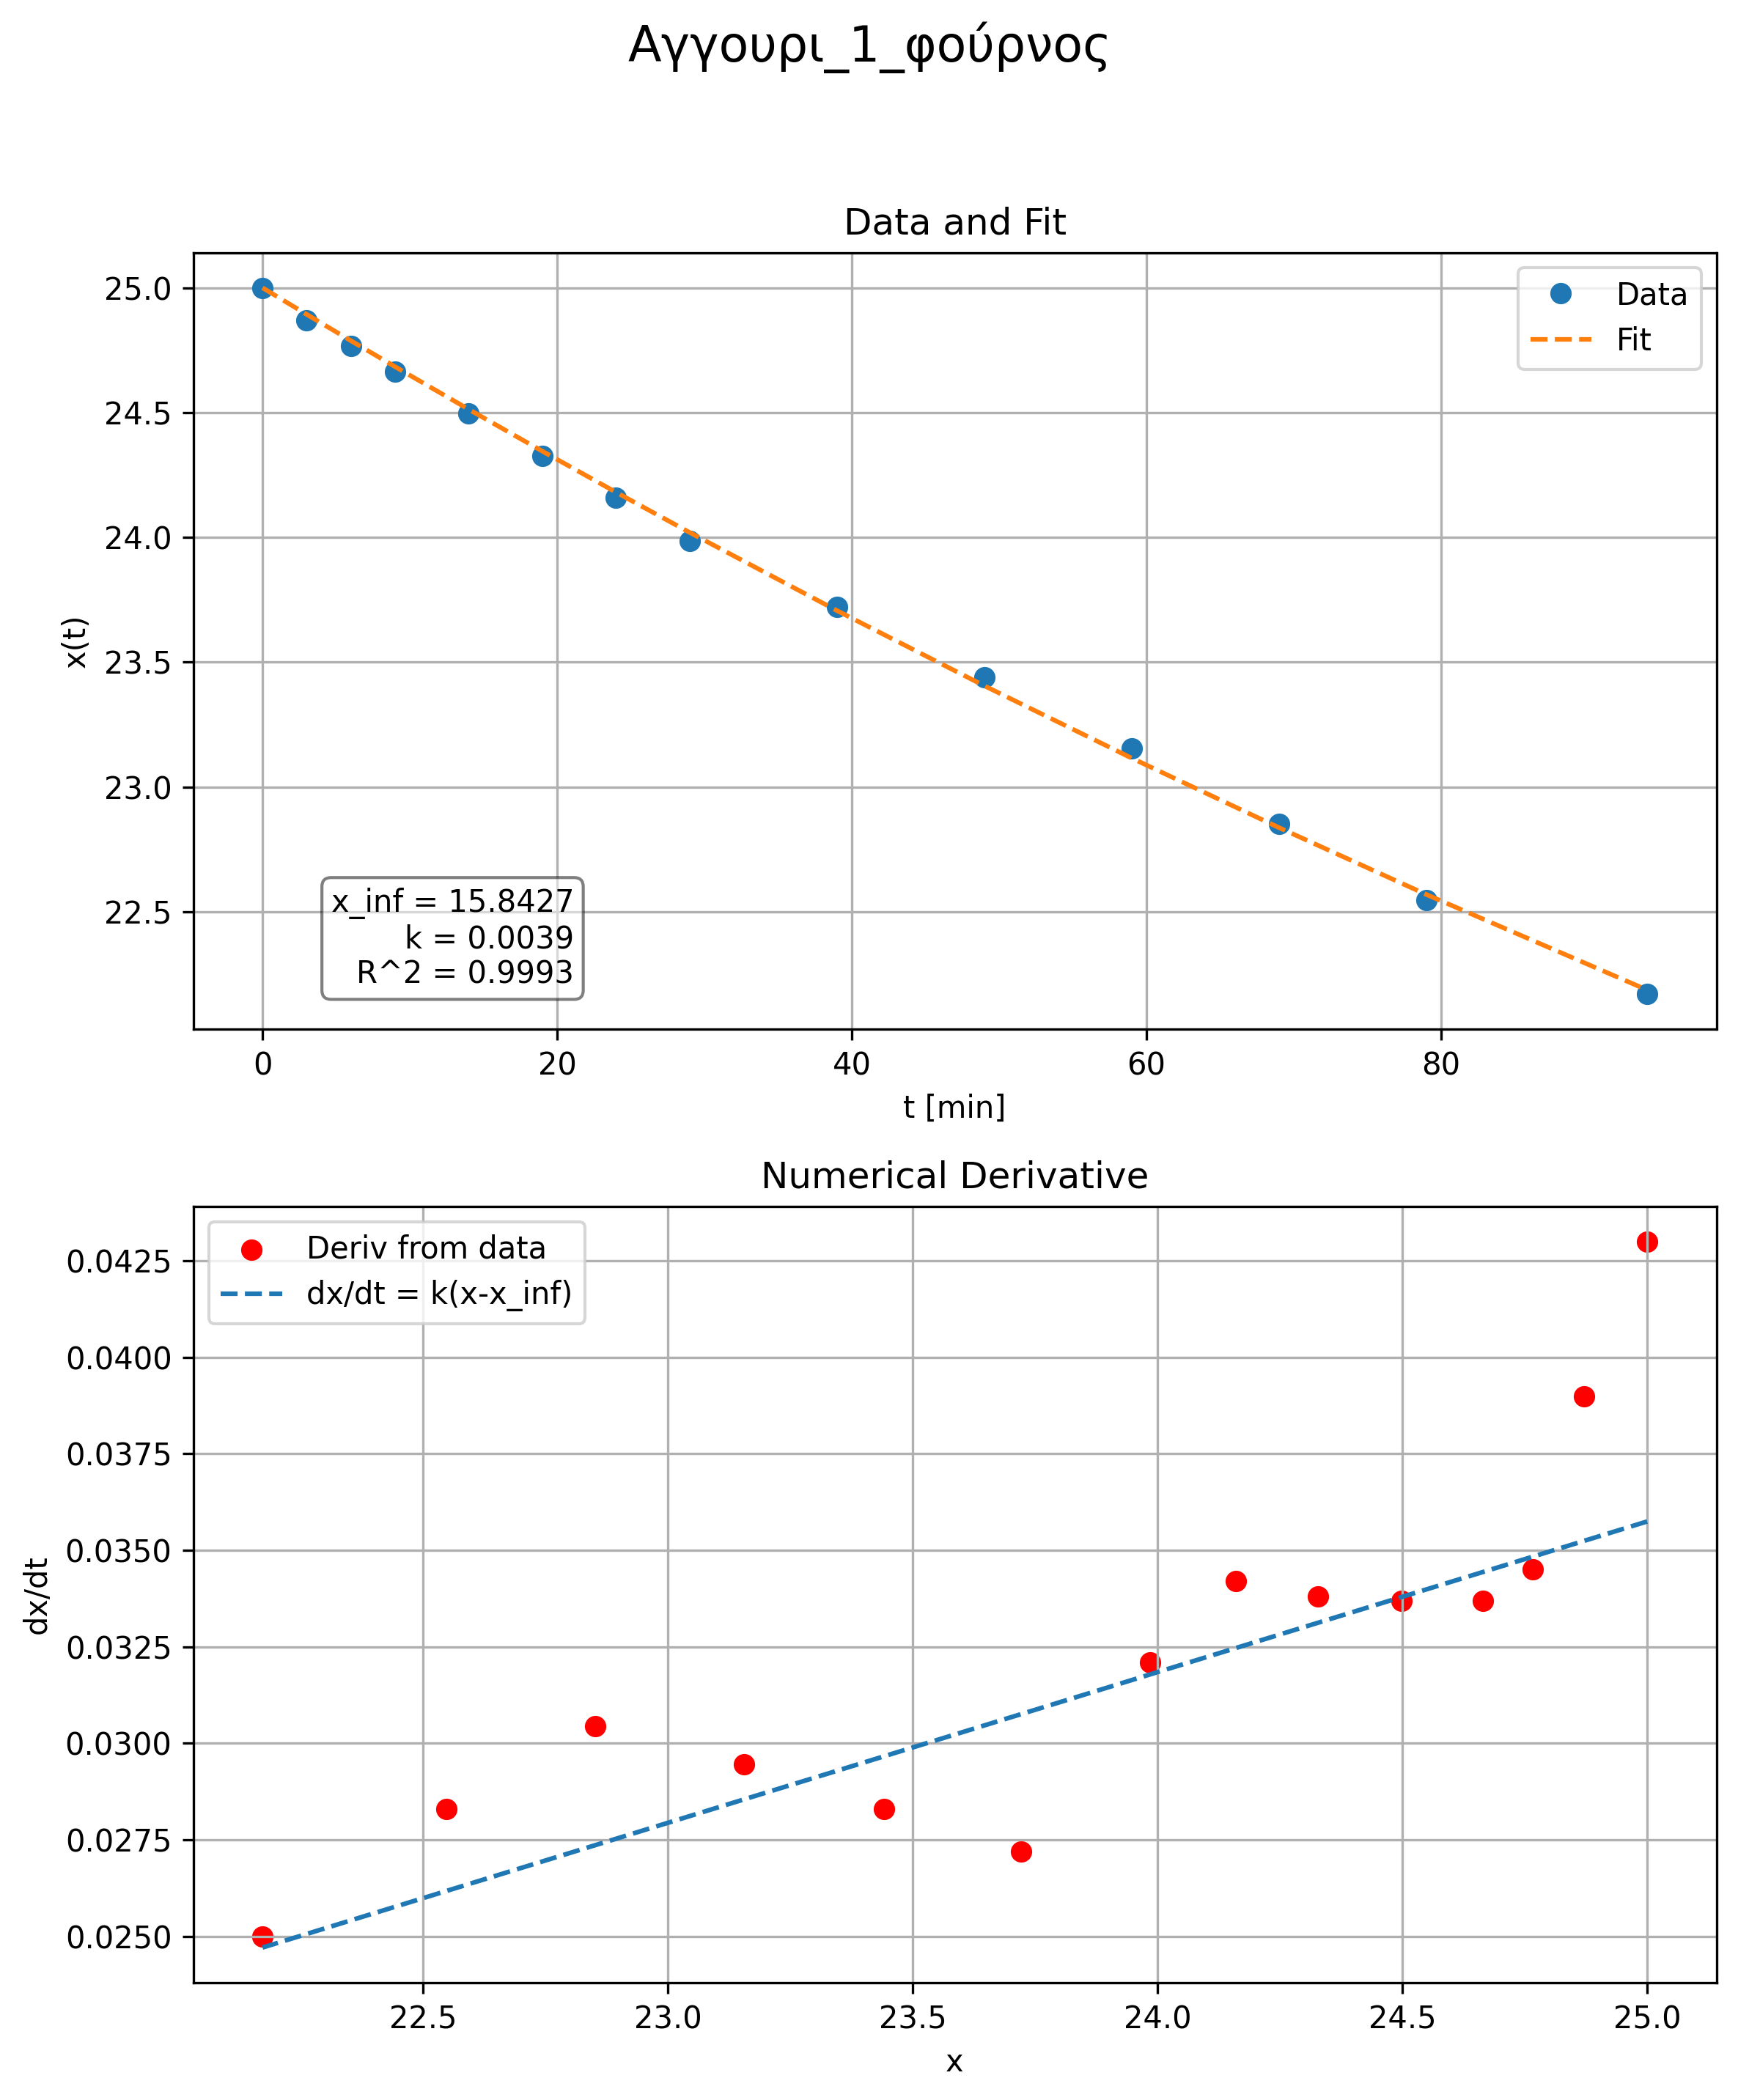 Αγγουρι_1_φούρνος
Data and Fit
25.0
24.5
24.0
23.5
23.0
22.5
x(t)
Data
Fit
x_inf = 15.8427
k = 0.0039
R^2 = 0.9993
0 20 40 60 80
t [min]
Numerical Derivative
0.0425
0.0400
0.0375
0.0350
0.0325
0.0300
0.0275
0.0250
dx/dt
Deriv from data
dx/dt = k(x-x_inf)
22.5 23.0 23.5 24.0 24.5 25.0
x